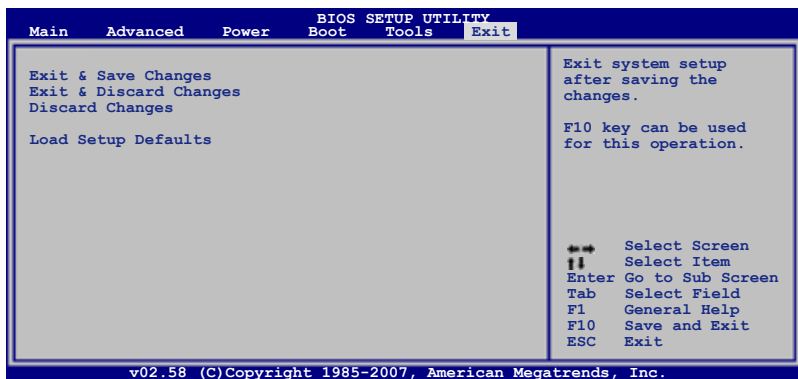 BIOS SETUP UTILITY
Main Advanced Power Boot Tools Exit
Exit & Save Changes
Exit & Discard Changes
Discard Changes
Load Setup Defaults
Exit system setup
after saving the
changes.
F10 key can be used
for this operation.
Select Screen
Select Item
Enter Go to Sub Screen
Tab Select Field
F1 General Help
F10 Save and Exit
ESC Exit
v02.58 (C)Copyright 1985-2007, American Megatrends, Inc.